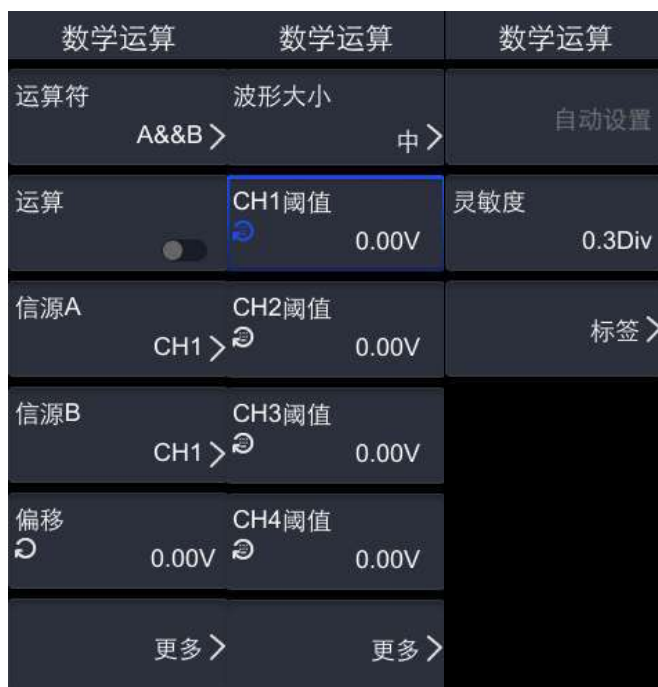 数学运算
运算符
A&&B
运算
信源A
CH1
信源B
CH1
偏移
0.00V
更多
数学运算
波形大小
中
CH1阈值
0.00V
CH2阈值
0.00V
CH3阈值
0.00V
CH4阈值
0.00V
更多
数学运算
自动设置
灵敏度
0.3Div
标签